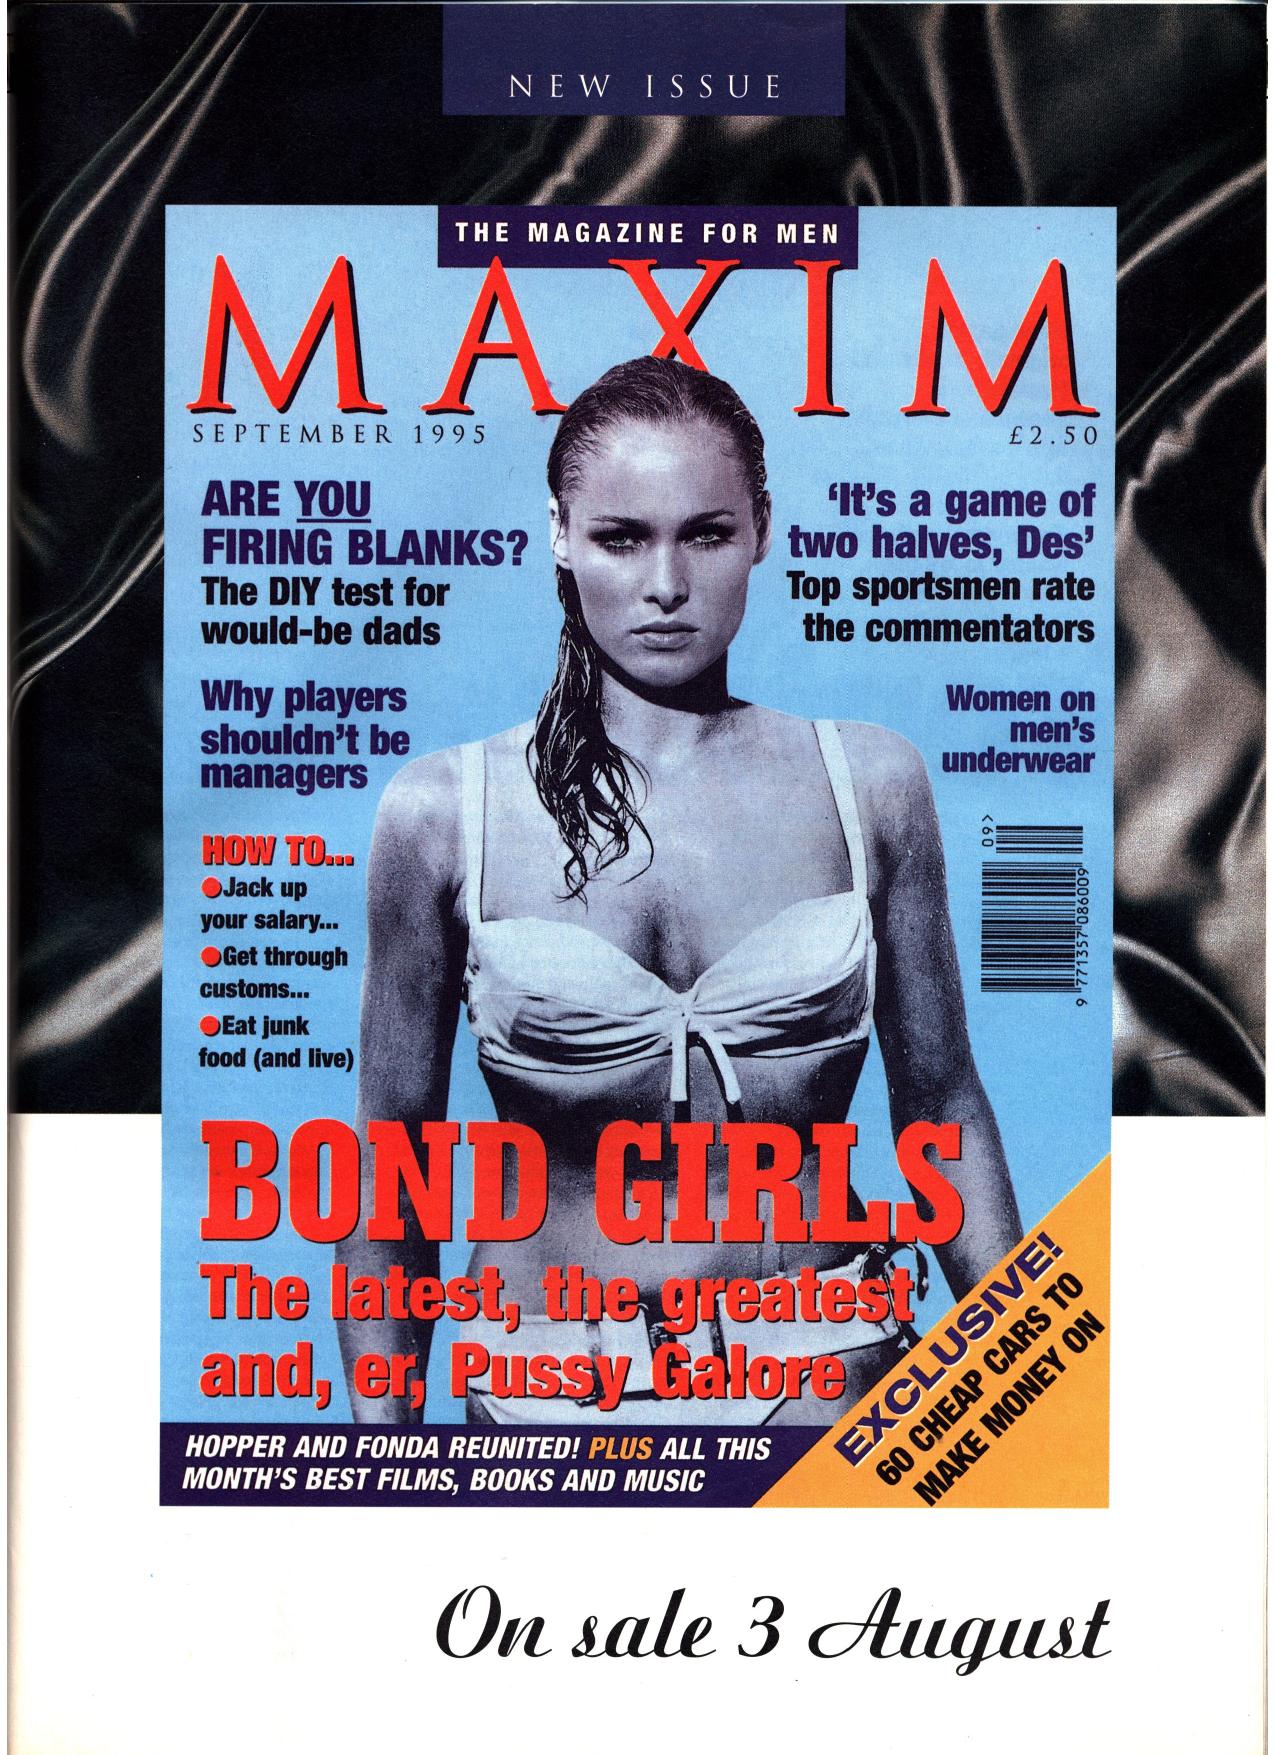 NEW ISSUE
THE MAGAZINE FOR MEN
MAXIM
SEPTEMBER 1995
£2.50
ARE YOU
FIRING BLANKS?
The DIY test for
would-be dads
Why players
shouldn't be
managers
HOW TO...
●Jack up
your salary...
●Get through
customs...
●Eat junk
food (and live)
‘It's a game of
two halves, Des’
Top sportsmen rate
the commentators
Women on
men's
underwear
09>
9 771357 086009
BOND GIRLS
The latest, the greatest
and, er, Pussy Galore
EXCLUSIVE!
60 CHEAP CARS TO
MAKE MONEY ON
HOPPER AND FONDA REUNITED! PLUS ALL THIS
MONTH'S BEST FILMS, BOOKS AND MUSIC
On sale 3 August